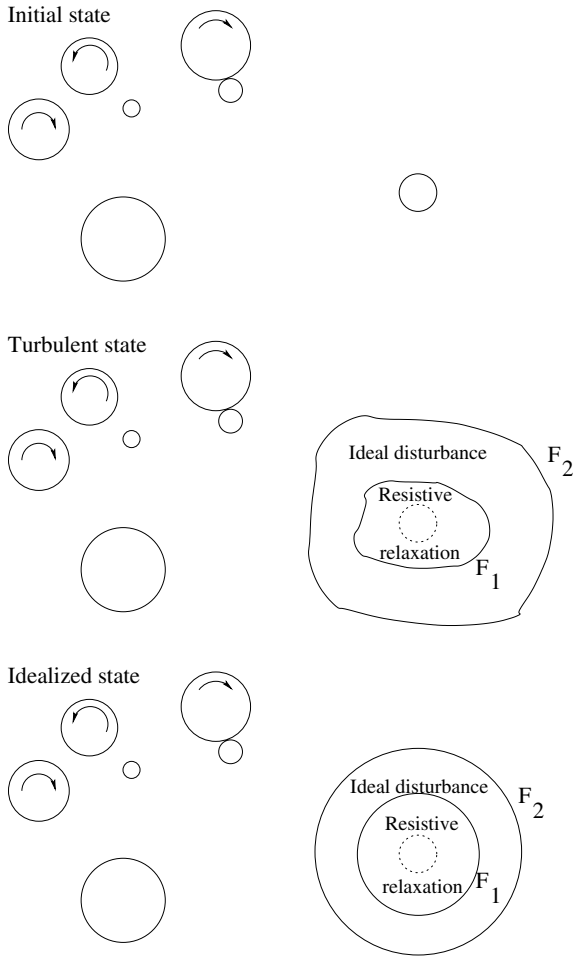 Initial state
Turbulent state
Ideal disturbance
F2
Resistive
relaxation
F1
Idealized state
Ideal disturbance
F2
Resistive
relaxation
F1